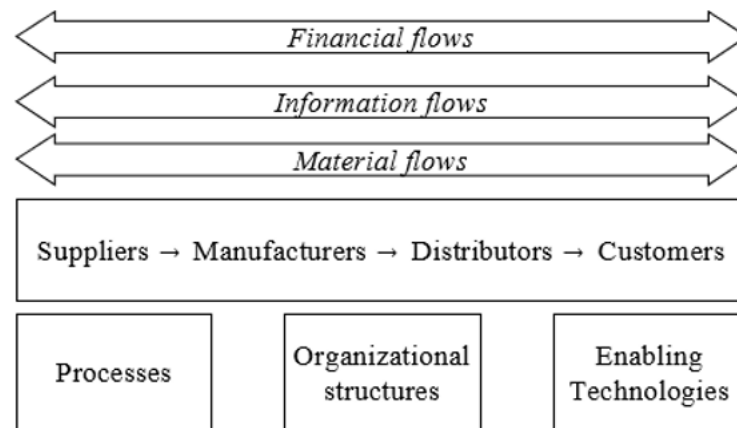 Financial flows
Information flows
Material flows
Suppliers → Manufacturers → Distributors → Customers
Processes
Organizational
structures
Enabling
Technologies